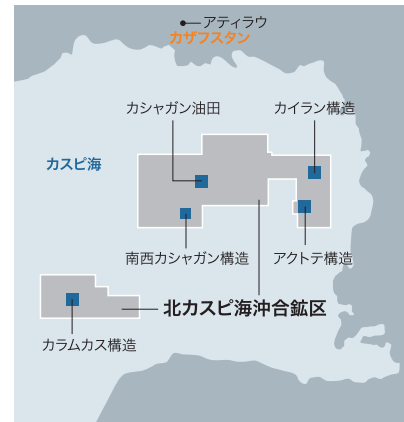 アティラウ
カザフスタン
カシャガン油田
カイラン構造
カスピ海
南西カシャガン構造
アクトテ構造
北カスピ海沖合鉱区
カラムカス構造